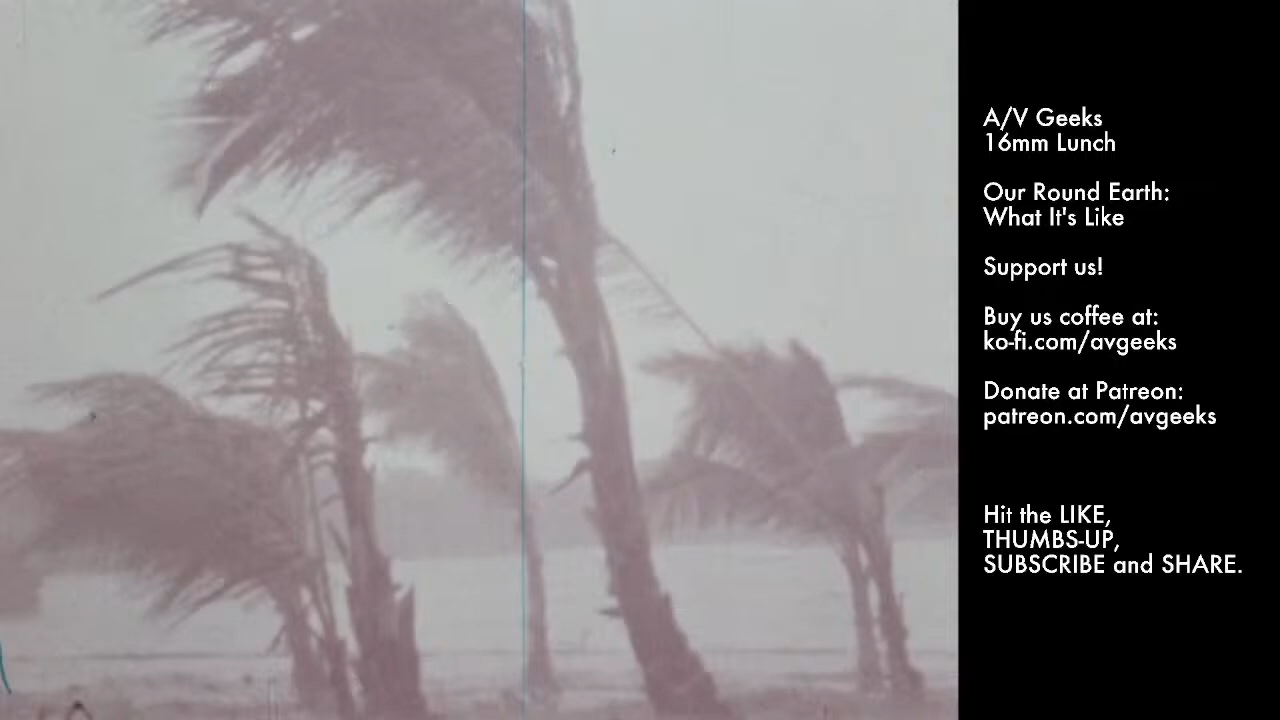 A/V Geeks
16mm Lunch
Our Round Earth:
What It's Like
Support us!
Buy us coffee at:
ko-fi.com/avgeeks
Donate at Patreon:
patreon.com/avgeeks
Hit the LIKE,
THUMBS-UP,
SUBSCRIBE and SHARE.